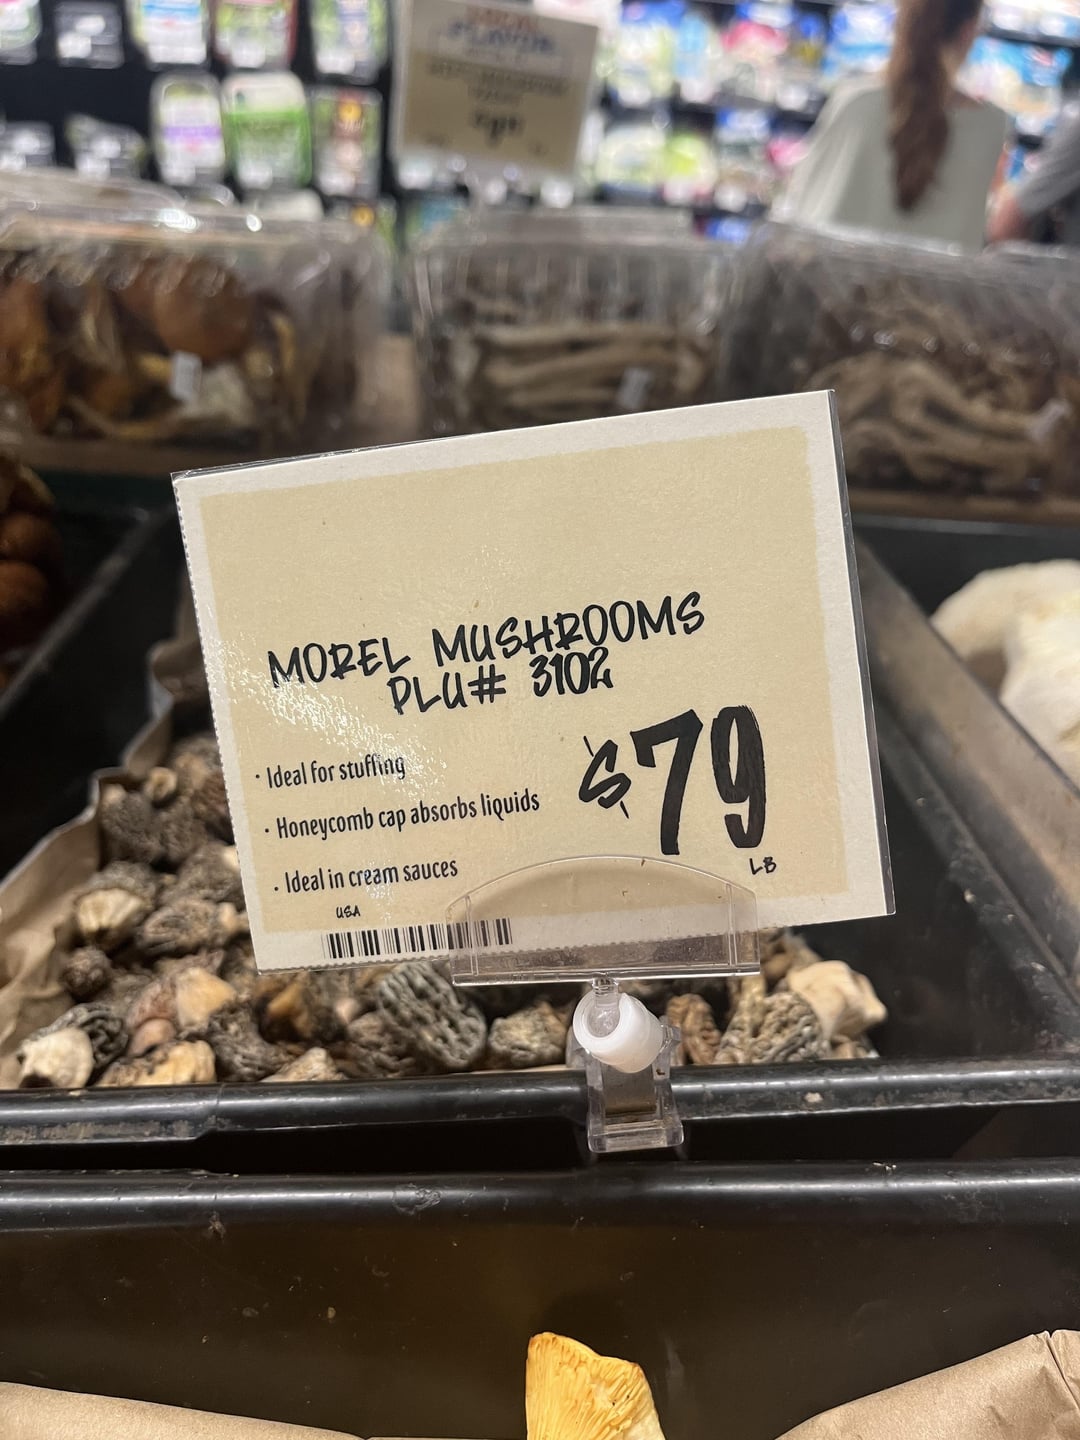 MOREL MUSHROOMS
PLU# 3102
· Ideal for stuffing
· Honeycomb cap absorbs liquids
· Ideal in cream sauces
$79
LB
USA